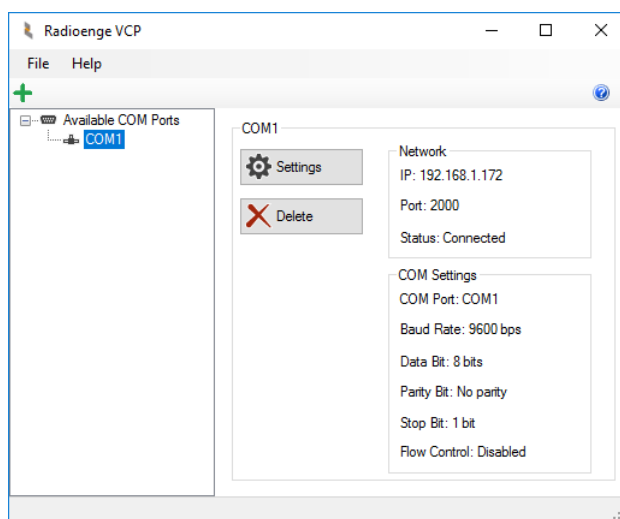 Radioenge VCP
File Help
Available COM Ports
COM1
COM1
Settings
Delete
Network
IP: 192.168.1.172
Port: 2000
Status: Connected
COM Settings
COM Port: COM1
Baud Rate: 9600 bps
Data Bit: 8 bits
Parity Bit: No parity
Stop Bit: 1 bit
Flow Control: Disabled